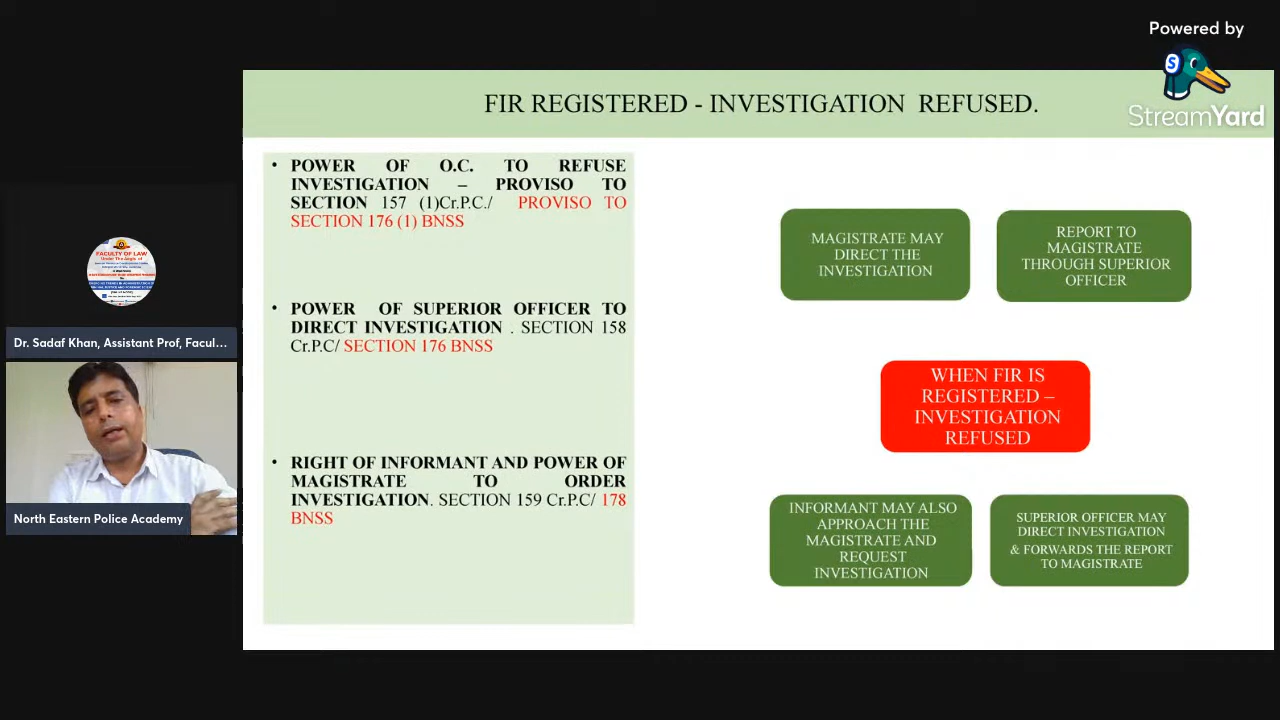 Powered by
StreamYard
FIR REGISTERED - INVESTIGATION REFUSED.
• POWER OF O.C. TO REFUSE
INVESTIGATION – PROVISO TO
SECTION 157 (1)Cr.P.C./ PROVISO TO
SECTION 176 (1) BNSS
• POWER OF SUPERIOR OFFICER TO
DIRECT INVESTIGATION . SECTION 158
Cr.P.C/ SECTION 176 BNSS
• RIGHT OF INFORMANT AND POWER OF
MAGISTRATE TO ORDER
INVESTIGATION. SECTION 159 Cr.P.C/ 178
BNSS
MAGISTRATE MAY
DIRECT THE
INVESTIGATION
REPORT TO
MAGISTRATE
THROUGH SUPERIOR
OFFICER
WHEN FIR IS
REGISTERED –
INVESTIGATION
REFUSED
INFORMANT MAY ALSO
APPROACH THE
MAGISTRATE AND
REQUEST
INVESTIGATION
SUPERIOR OFFICER MAY
DIRECT INVESTIGATION
& FORWARDS THE REPORT
TO MAGISTRATE
FACULTY OF LAW
Dr. Sadaf Khan, Assistant Prof, Facul...
North Eastern Police Academy